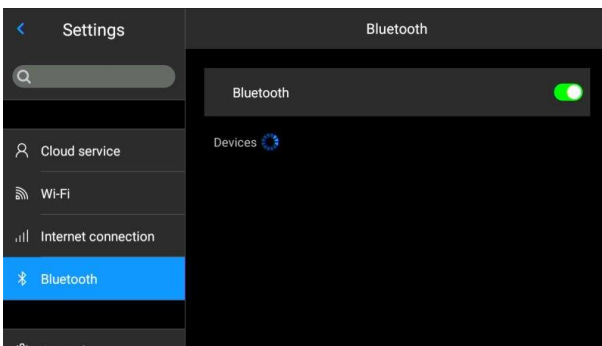 Settings
Bluetooth
Bluetooth
Devices
Cloud service
Wi-Fi
Internet connection
Bluetooth